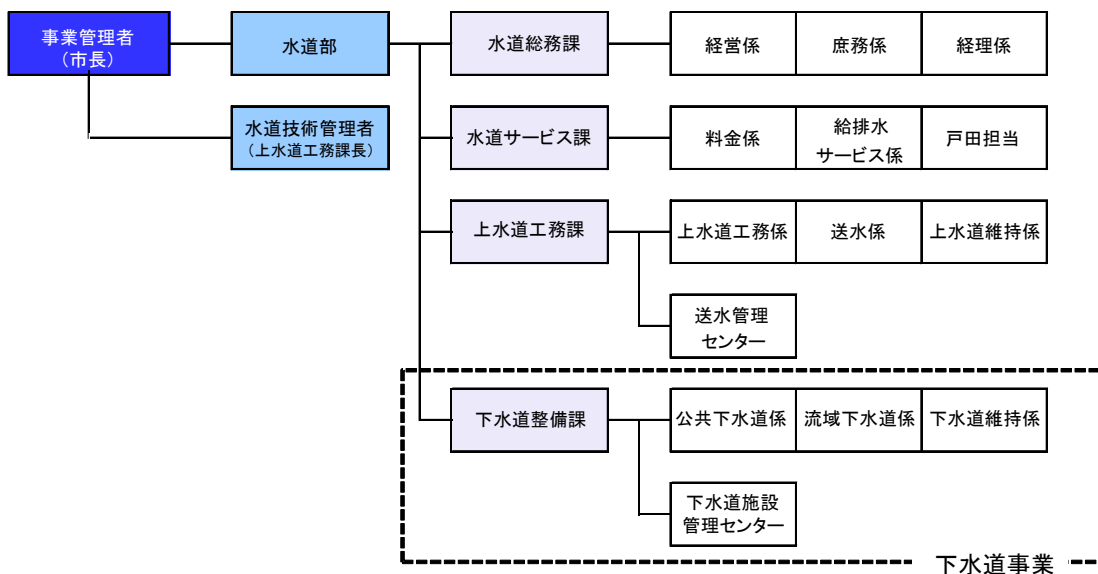 事業管理者
（市長）
水道部
水道総務課
経営係
庶務係
経理係
水道技術管理者
（上水道工務課長）
水道サービス課
料金係
給排水
サービス係
戸田担当
上水道工務課
上水道工務係
送水係
上水道維持係
送水管理
センター
下水道整備課
公共下水道係
流域下水道係
下水道維持係
下水道施設
管理センター
下水道事業